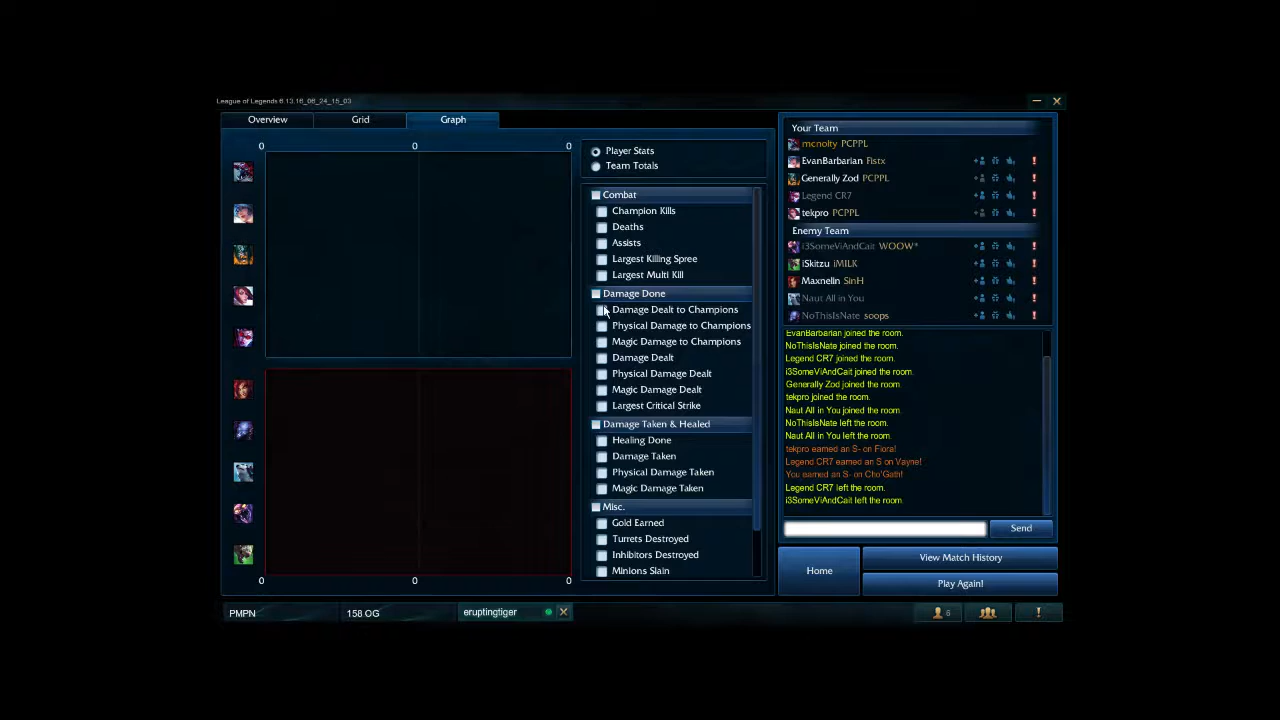 League of Legends 6.13.16_06_24_15_03
Overview
Grid
Graph
0 0 0
0 0 0
Player Stats
Team Totals
Combat
Champion Kills
Deaths
Assists
Largest Killing Spree
Largest Multi Kill
Damage Done
Damage Dealt to Champions
Physical Damage to Champions
Magic Damage to Champions
Damage Dealt
Physical Damage Dealt
Magic Damage Dealt
Largest Critical Strike
Damage Taken & Healed
Healing Done
Damage Taken
Physical Damage Taken
Magic Damage Taken
Misc.
Gold Earned
Turrets Destroyed
Inhibitors Destroyed
Minions Slain
Your Team
mcnolty PCPPL
EvanBarbarian Fistx
Generally Zod PCPPL
Legend CR7
tekpro PCPPL
Enemy Team
i3SomeViAndCait WOOW*
iSkitzu iMILK
Maxnelin SinH
Naut All in You
NoThisIsNate soops
EvanBarbarian joined the room.
NoThisIsNate joined the room.
Legend CR7 joined the room.
i3SomeViAndCait joined the room.
Generally Zod joined the room.
tekpro joined the room.
Naut All in You joined the room.
NoThisIsNate left the room.
Naut All in You left the room.
tekpro earned an S- on Fiora!
Legend CR7 earned an S on Vayne!
You earned an S- on Cho'Gath!
Legend CR7 left the room.
i3SomeViAndCait left the room.
Send
Home
View Match History
Play Again!
PMPN
158 OG
eruptingtiger
6